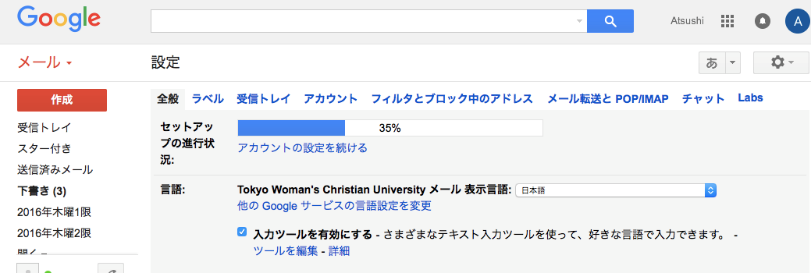 Google
Atsushi
A
メール
設定
あ
作成
受信トレイ
スター付き
送信済みメール
下書き (3)
2016年木曜1限
2016年木曜2限
全般 ラベル 受信トレイ アカウント フィルタとブロック中のアドレス メール転送と POP/IMAP チャット Labs
セットアッ
プの進行状
況:
35%
アカウントの設定を続ける
言語:
Tokyo Woman's Christian University メール 表示言語: 日本語
他の Google サービスの言語設定を変更
入力ツールを有効にする - さまざまなテキスト入力ツールを使って、好きな言語で入力できます。 -
ツールを編集 - 詳細